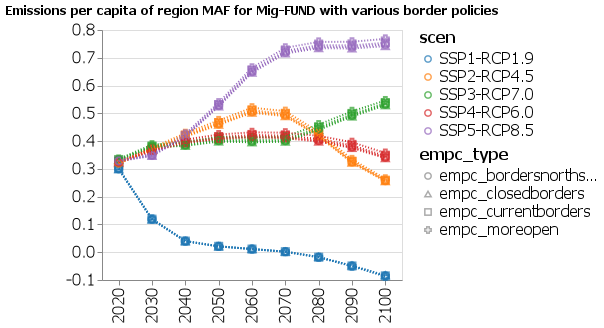 Emissions per capita of region MAF for Mig-FUND with various border policies
0.8
0.7
0.6
0.5
0.4
0.3
0.2
0.1
0.0
-0.1
2020
2030
2040
2050
2060
2070
2080
2090
2100
scen
SSP1-RCP1.9
SSP2-RCP4.5
SSP3-RCP7.0
SSP4-RCP6.0
SSP5-RCP8.5
empc_type
empc_bordersnorths...
empc_closedborders
empc_currentborders
empc_moreopen